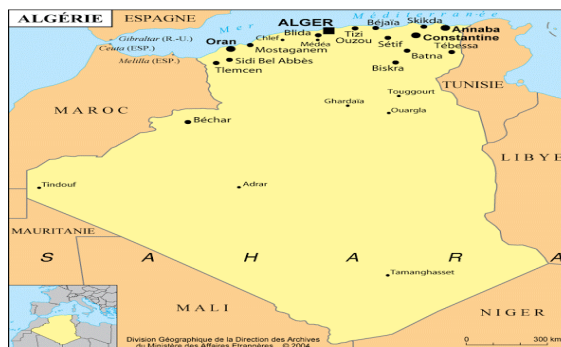 ALGÉRIE
ESPAGNE
Mer Méditerranée
Gibraltar (R.-U.)
Ceuta (ESP.)
Melilla (ESP.)
ALGER
Oran
Mostaganem
Chlef
Blida
Médéa
Tizi
Ouzou
Béjaïa
Sétif
Skikda
Annaba
Constantine
Tébessa
Batna
Biskra
Sidi Bel Abbès
Tlemcen
TUNISIE
MAROC
Touggourt
Ghardaïa
Ouargla
Béchar
LIBYE
Tindouf
Adrar
MAURITANIE
S A H A R A
Tamanghasset
MALI
NIGER
Division Géographique de la Direction des Archives
du Ministère des Affaires Etrangères © 2004
0 300 km